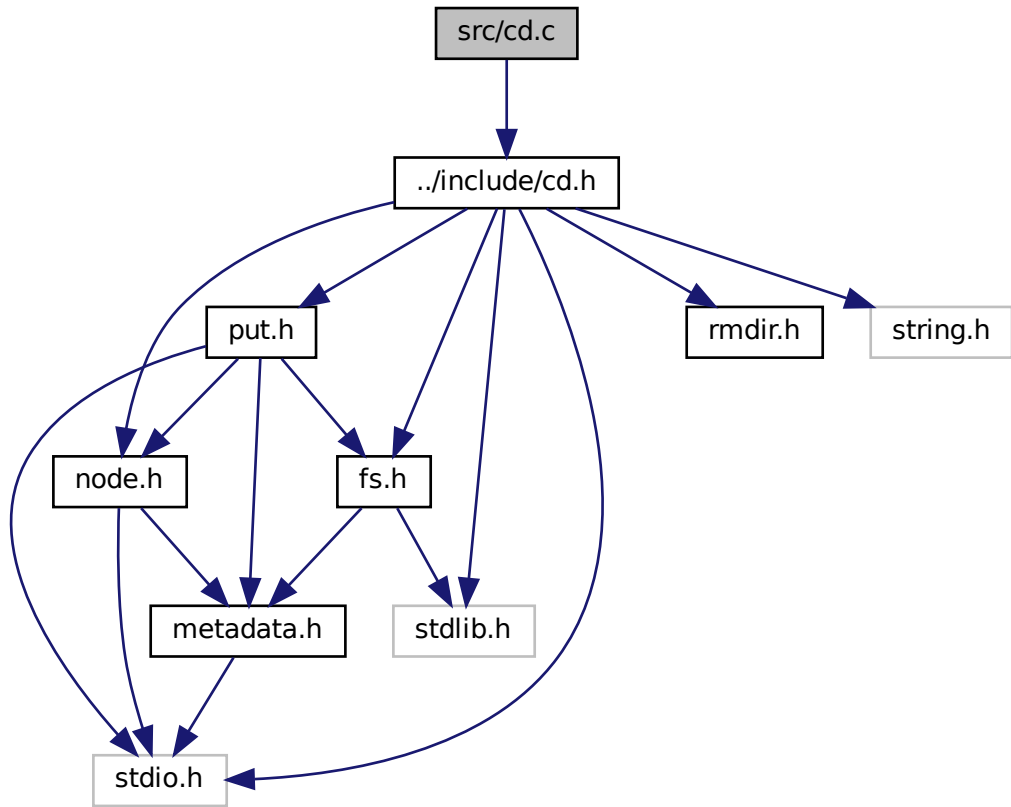 src/cd.c
../include/cd.h
put.h
rmdir.h
string.h
node.h
fs.h
metadata.h
stdlib.h
stdio.h